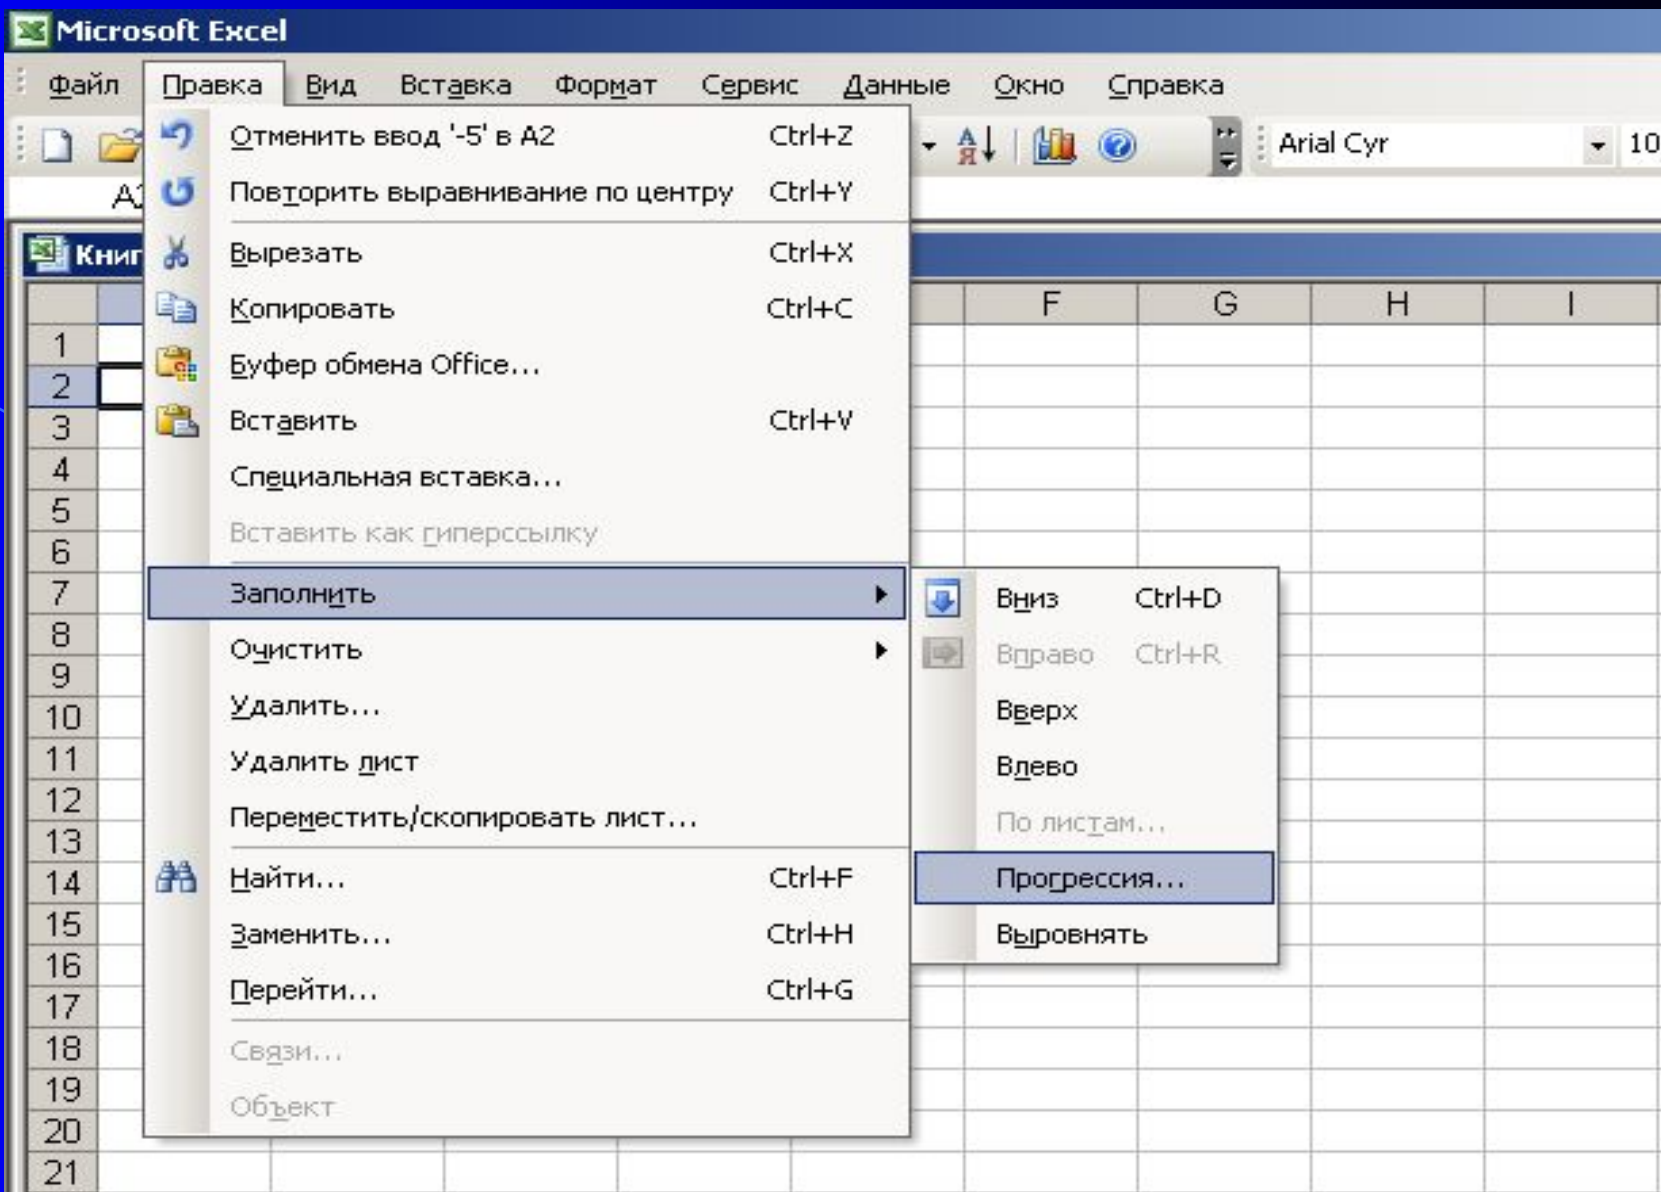 Microsoft Excel
Файл Правка Вид Вставка Формат Сервис Данные Окно Справка
Arial Cyr 10
Отменить ввод '-5' в A2 Ctrl+Z
Повторить выравнивание по центру Ctrl+Y
Вырезать Ctrl+X
Копировать Ctrl+C
Буфер обмена Office...
Вставить Ctrl+V
Специальная вставка...
Вставить как гиперссылку
Заполнить
Очистить
Удалить...
Удалить лист
Переместить/скопировать лист...
Найти... Ctrl+F
Заменить... Ctrl+H
Перейти... Ctrl+G
Связи...
Объект
Вниз Ctrl+D
Вправо Ctrl+R
Вверх
Влево
По листам...
Прогрессия...
Выровнять
F G H I
1
2
3
4
5
6
7
8
9
10
11
12
13
14
15
16
17
18
19
20
21